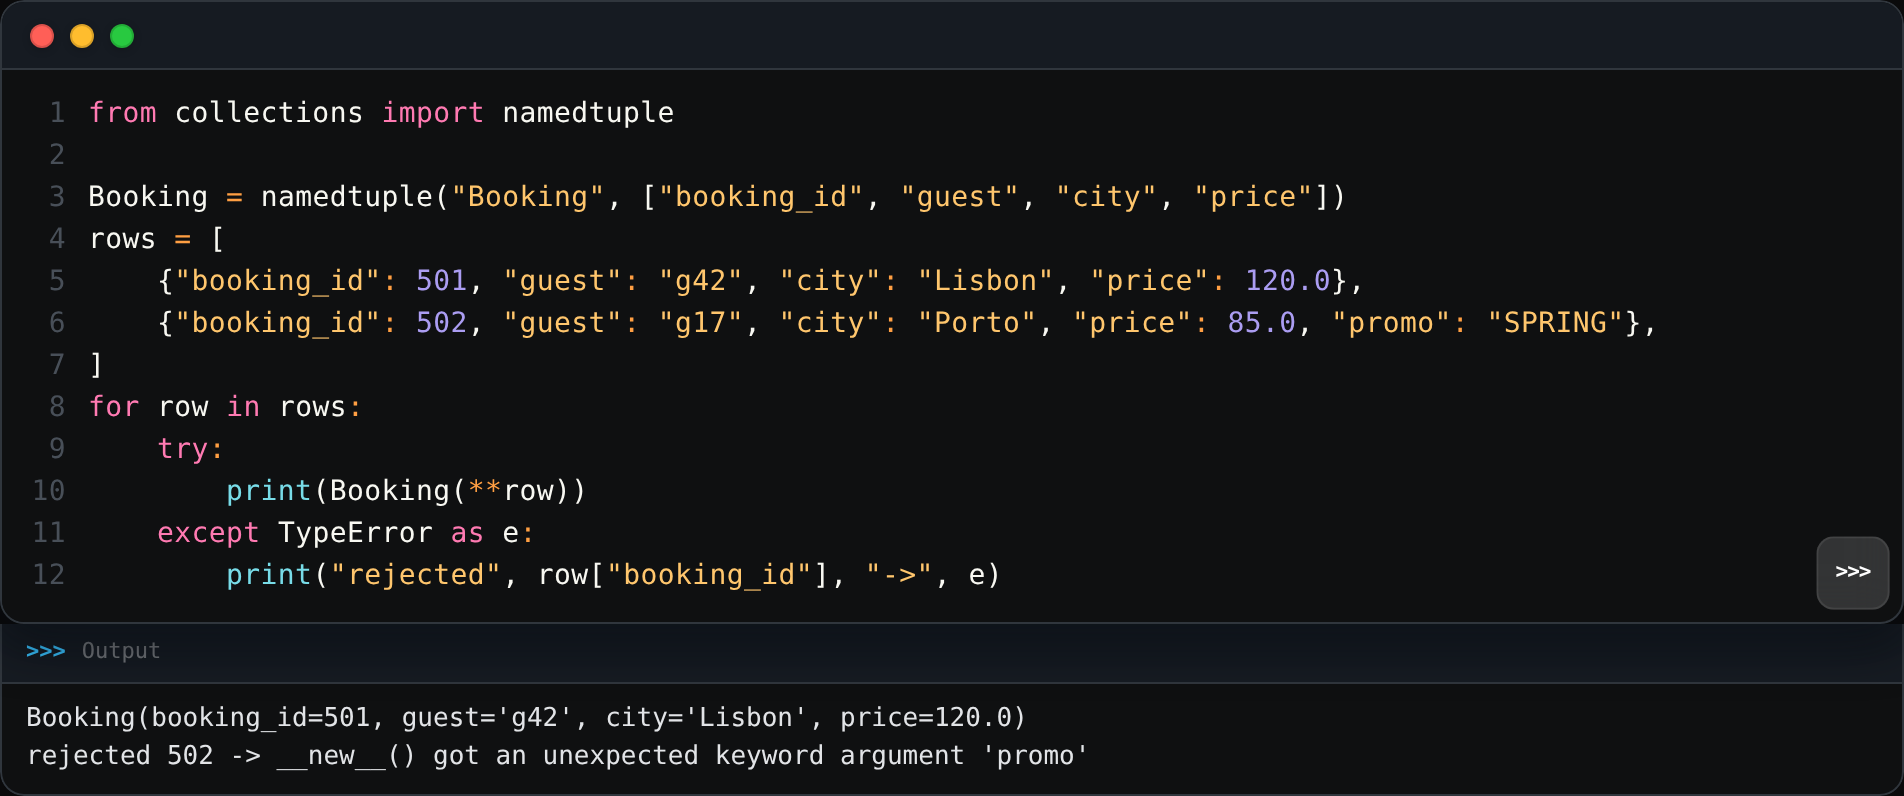 1 from collections import namedtuple
2
3 Booking = namedtuple("Booking", ["booking_id", "guest", "city", "price"])
4 rows = [
5     {"booking_id": 501, "guest": "g42", "city": "Lisbon", "price": 120.0},
6     {"booking_id": 502, "guest": "g17", "city": "Porto", "price": 85.0, "promo": "SPRING"},
7 ]
8 for row in rows:
9     try:
10         print(Booking(**row))
11     except TypeError as e:
12         print("rejected", row["booking_id"], "->", e)
>>>
>>> Output
Booking(booking_id=501, guest='g42', city='Lisbon', price=120.0)
rejected 502 -> __new__() got an unexpected keyword argument 'promo'